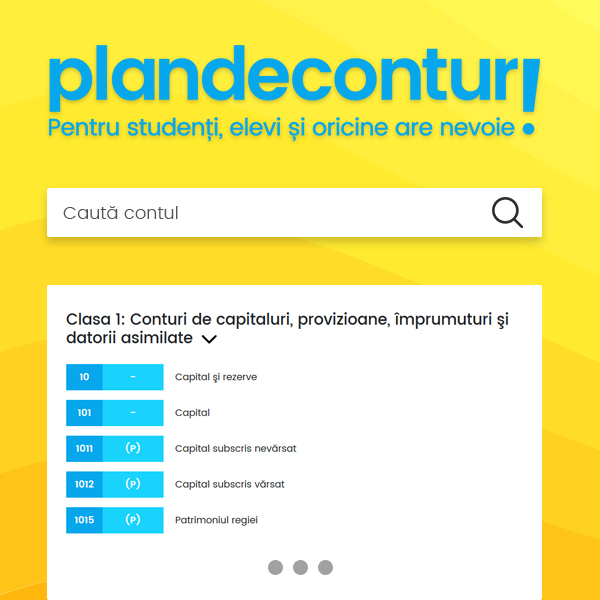 plandeconturi
Pentru studenți, elevi și oricine are nevoie!
Caută contul
Clasa 1: Conturi de capitaluri, provizioane, împrumuturi şi
datorii asimilate
10 - Capital şi rezerve
101 - Capital
1011 (P) Capital subscris nevărsat
1012 (P) Capital subscris vărsat
1015 (P) Patrimoniul regiei